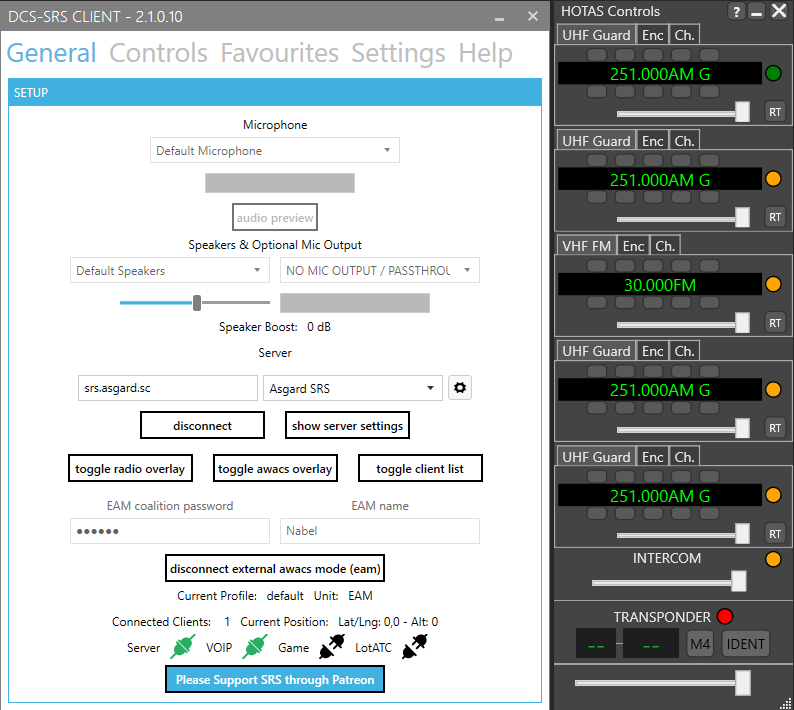 DCS-SRS CLIENT - 2.1.0.10
General Controls Favourites Settings Help
SETUP
Microphone
Default Microphone
audio preview
Speakers & Optional Mic Output
Default Speakers
NO MIC OUTPUT / PASSTHROU
Speaker Boost: 0 dB
Server
srs.asgard.sc
Asgard SRS
disconnect
show server settings
toggle radio overlay
toggle awacs overlay
toggle client list
EAM coalition password
EAM name
••••••
Nabel
disconnect external awacs mode (eam)
Current Profile: default Unit: EAM
Connected Clients: 1 Current Position: Lat/Lng: 0,0 - Alt: 0
Server VOIP Game LotATC
Please Support SRS through Patreon
HOTAS Controls ?
UHF Guard Enc Ch.
251.000AM G
RT
UHF Guard Enc Ch.
251.000AM G
RT
VHF FM Enc Ch.
30.000FM
RT
UHF Guard Enc Ch.
251.000AM G
RT
UHF Guard Enc Ch.
251.000AM G
RT
INTERCOM
TRANSPONDER
-- - -- M4 IDENT